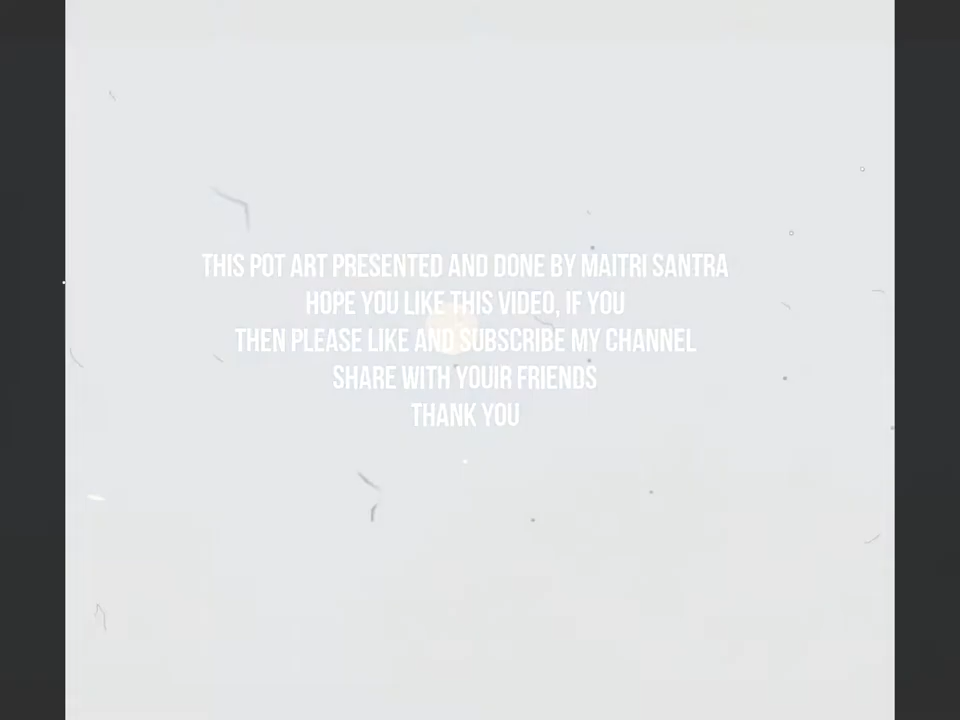 THIS POT ART PRESENTED AND DONE BY MAITRI SANTRA
HOPE YOU LIKE THIS VIDEO, IF YOU
THEN PLEASE LIKE AND SUBSCRIBE MY CHANNEL
SHARE WITH YOUIR FRIENDS
THANK YOU